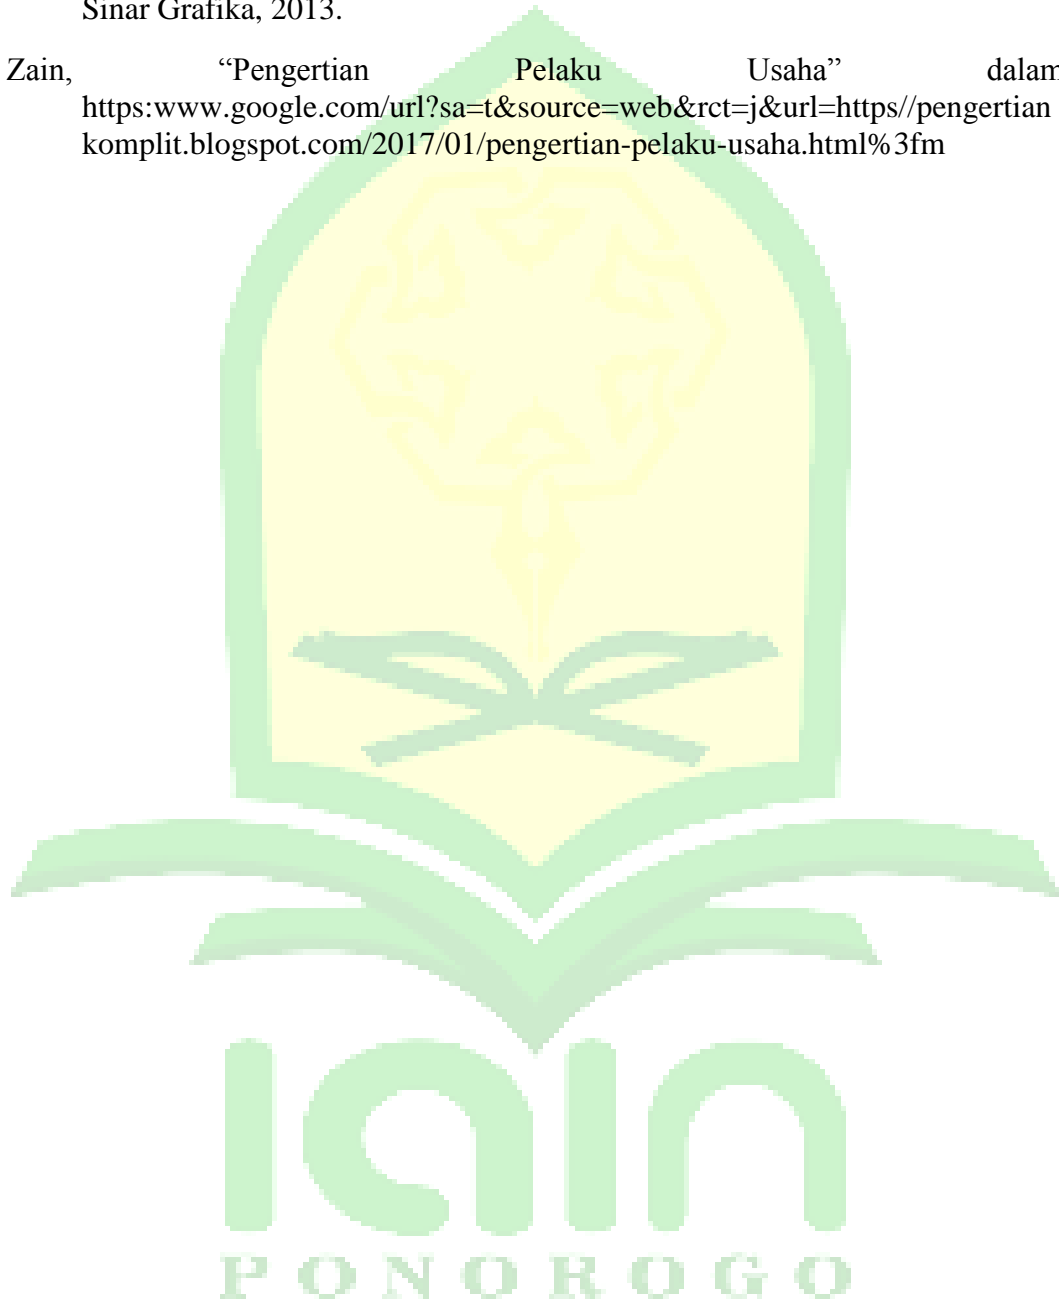 Sinar Grafika, 2013.
Zain, “Pengertian Pelaku Usaha” dalam
https:www.google.com/url?sa=t&source=web&rct=j&url=https//pengertian
komplit.blogspot.com/2017/01/pengertian-pelaku-usaha.html%3fm
iain
PONOROGO